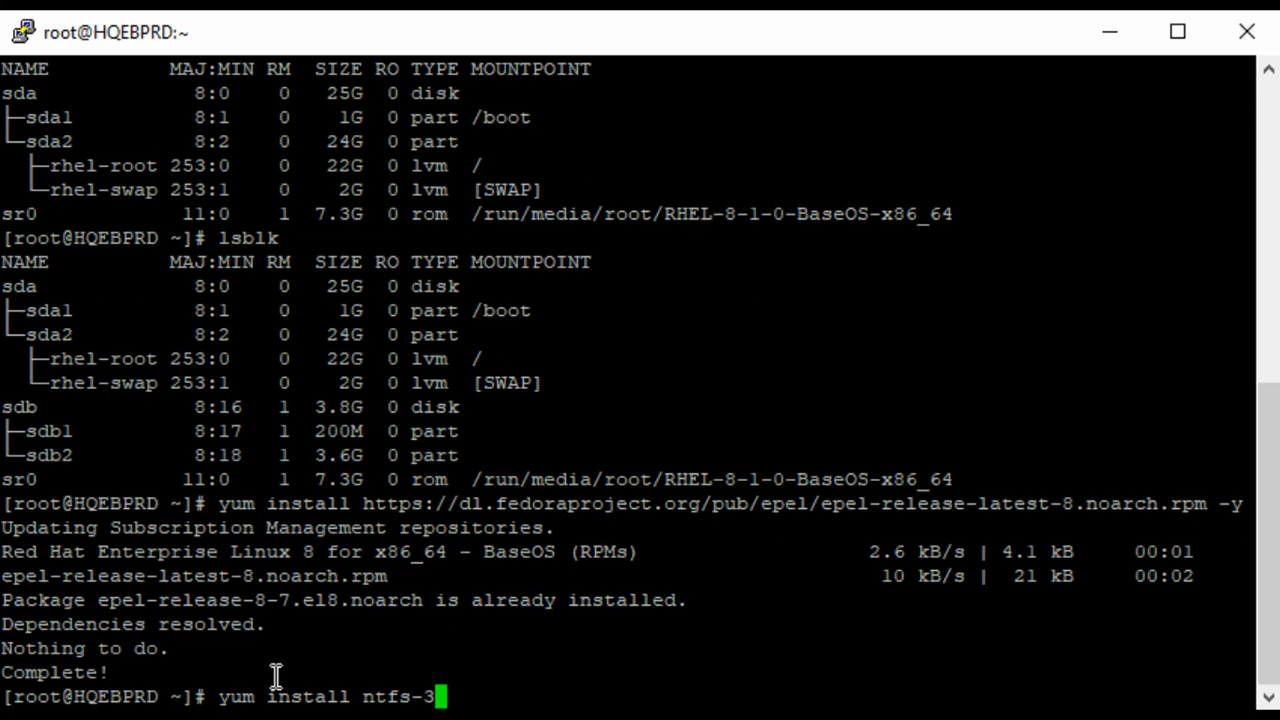 root@HQEBPRD:~
NAME MAJ:MIN RM SIZE RO TYPE MOUNTPOINT
sda 8:0 0 25G 0 disk
├─sda1 8:1 0 1G 0 part /boot
└─sda2 8:2 0 24G 0 part
├─rhel-root 253:0 0 22G 0 lvm /
└─rhel-swap 253:1 0 2G 0 lvm [SWAP]
sr0 11:0 1 7.3G 0 rom /run/media/root/RHEL-8-1-0-BaseOS-x86_64
[root@HQEBPRD ~]# lsblk
NAME MAJ:MIN RM SIZE RO TYPE MOUNTPOINT
sda 8:0 0 25G 0 disk
├─sda1 8:1 0 1G 0 part /boot
└─sda2 8:2 0 24G 0 part
├─rhel-root 253:0 0 22G 0 lvm /
└─rhel-swap 253:1 0 2G 0 lvm [SWAP]
sdb 8:16 1 3.8G 0 disk
├─sdb1 8:17 1 200M 0 part
└─sdb2 8:18 1 3.6G 0 part
sr0 11:0 1 7.3G 0 rom /run/media/root/RHEL-8-1-0-BaseOS-x86_64
[root@HQEBPRD ~]# yum install https://dl.fedoraproject.org/pub/epel/epel-release-latest-8.noarch.rpm -y
Updating Subscription Management repositories.
Red Hat Enterprise Linux 8 for x86_64 - BaseOS (RPMs) 2.6 kB/s | 4.1 kB 00:01
epel-release-latest-8.noarch.rpm 10 kB/s | 21 kB 00:02
Package epel-release-8-7.el8.noarch is already installed.
Dependencies resolved.
Nothing to do.
Complete!
[root@HQEBPRD ~]# yum install ntfs-3